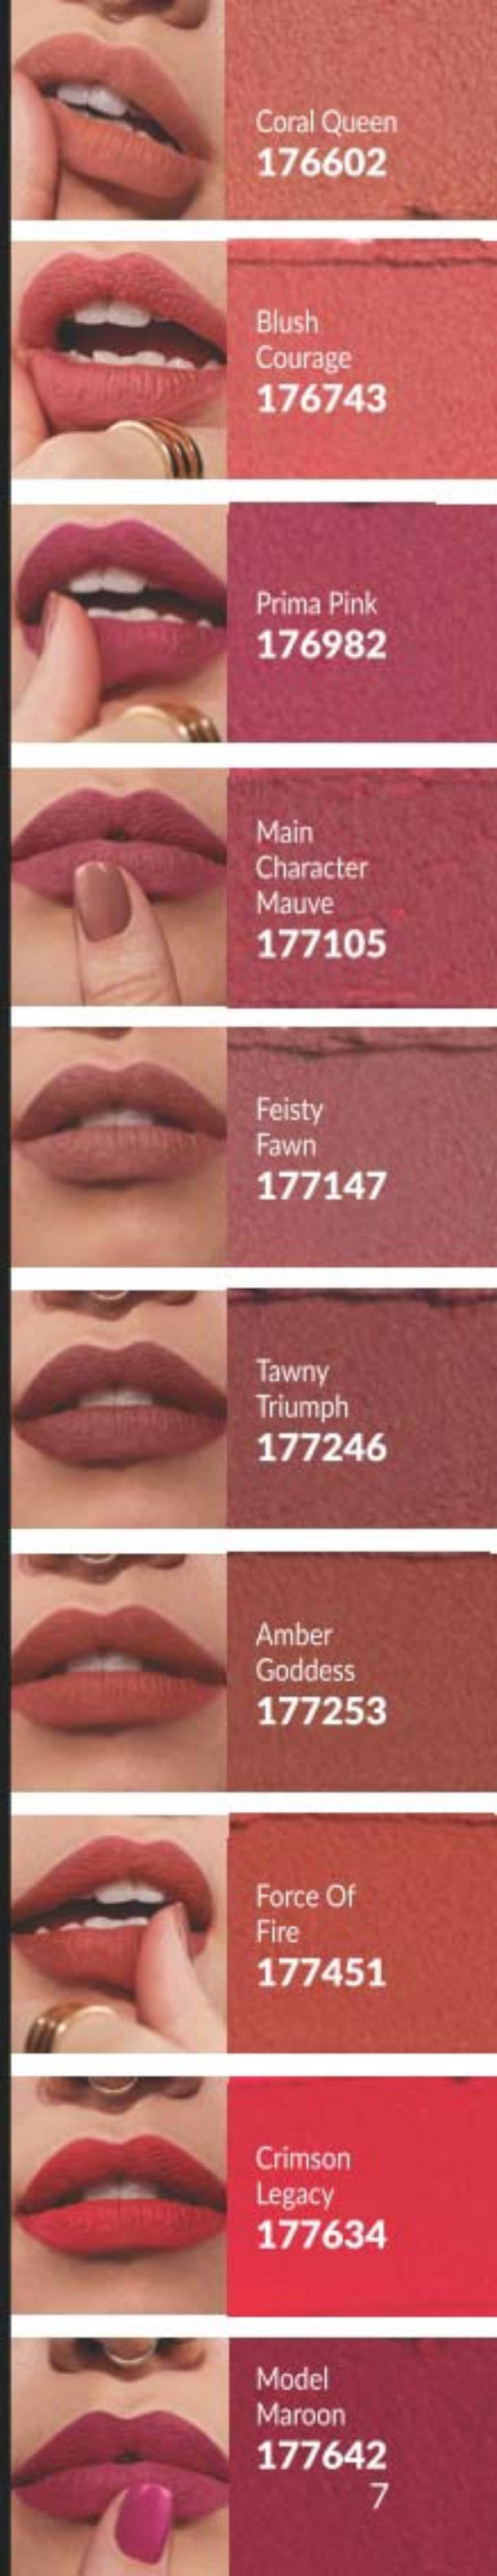 Coral Queen
176602
Blush
Courage
176743
Prima Pink
176982
Main
Character
Mauve
177105
Feisty
Fawn
177147
Tawny
Triumph
177246
Amber
Goddess
177253
Force Of
Fire
177451
Crimson
Legacy
177634
Model
Maroon
177642
7